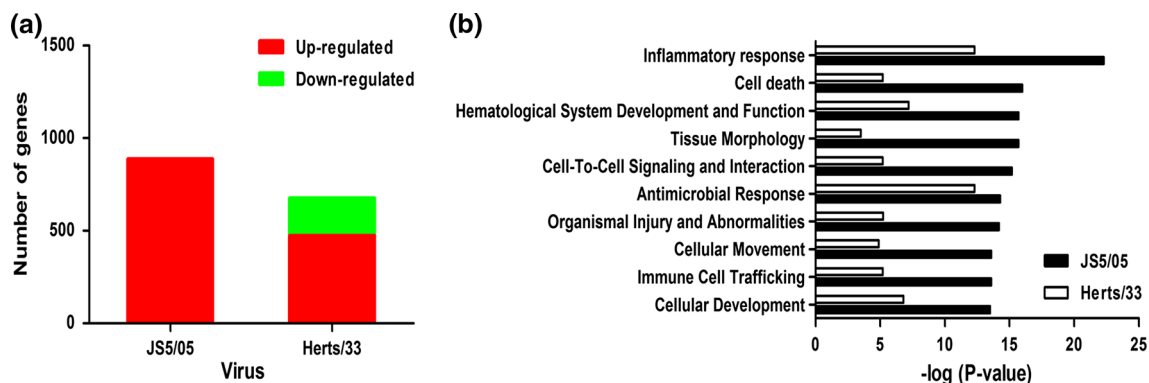 (a)
1500
1000
500
0
Number of genes
Up-regulated
Down-regulated
JS5/05
Herts/33
Virus
(b)
Inflammatory response
Cell death
Hematological System Development and Function
Tissue Morphology
Cell-To-Cell Signaling and Interaction
Antimicrobial Response
Organismal Injury and Abnormalities
Cellular Movement
Immune Cell Trafficking
Cellular Development
JS5/05
Herts/33
0 5 10 15 20 25
-log (P-value)